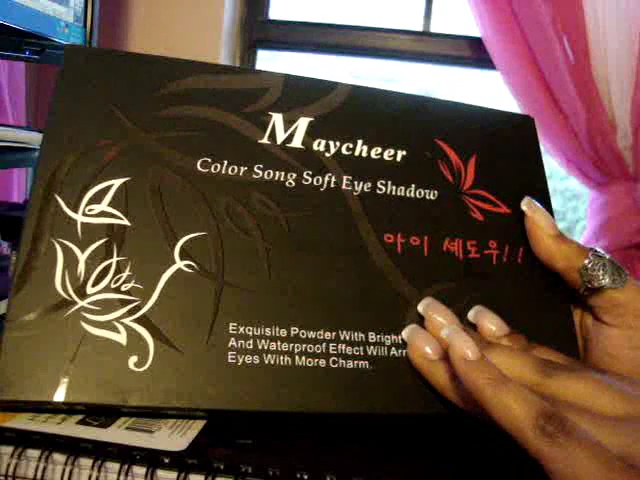 Maycheer
Color Song Soft Eye Shadow
아이 셰도우!!
Exquisite Powder With Bright
And Waterproof Effect Will
Eyes With More Charm.